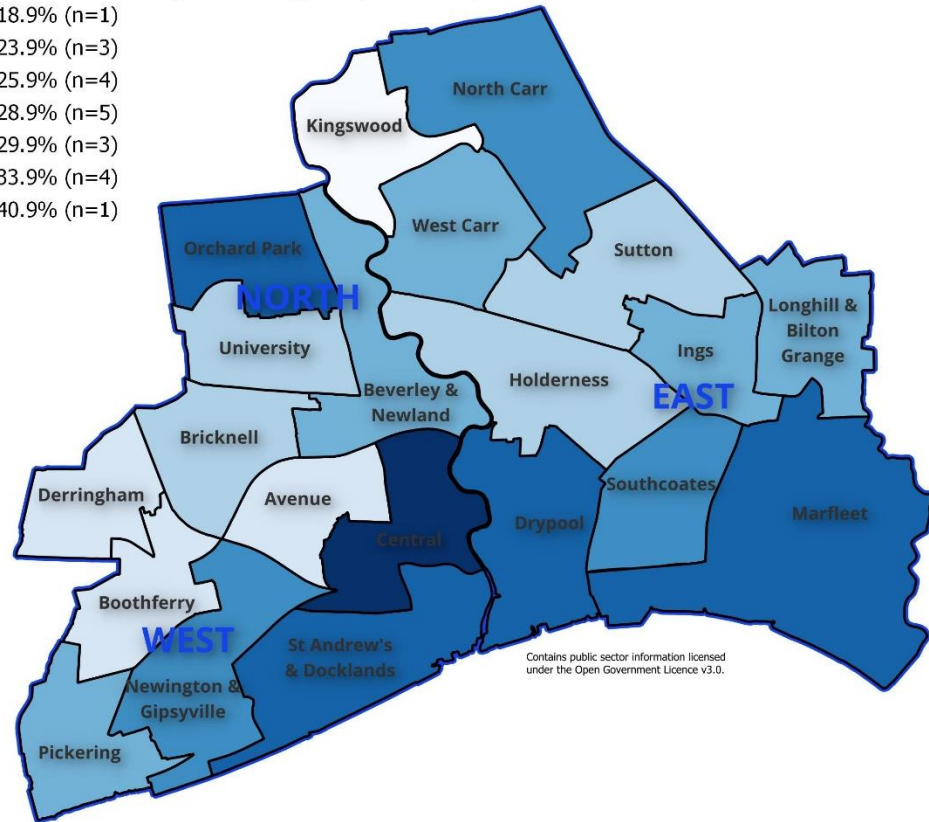 18.9% (n=1)
23.9% (n=3)
25.9% (n=4)
28.9% (n=5)
29.9% (n=3)
33.9% (n=4)
40.9% (n=1)
North Carr
Kingswood
West Carr
Orchard Park
Sutton
NORTH
Longhill &
Bilton
Grange
University
Ings
Holderness
EAST
Beverley &
Newland
Bricknell
Southcoates
Derringham
Avenue
Marfleet
Drypool
Central
Boothferry
WEST
St Andrew's
& Docklands
Contains public sector information licensed
under the Open Government Licence v3.0.
Newington &
Gipsyville
Pickering